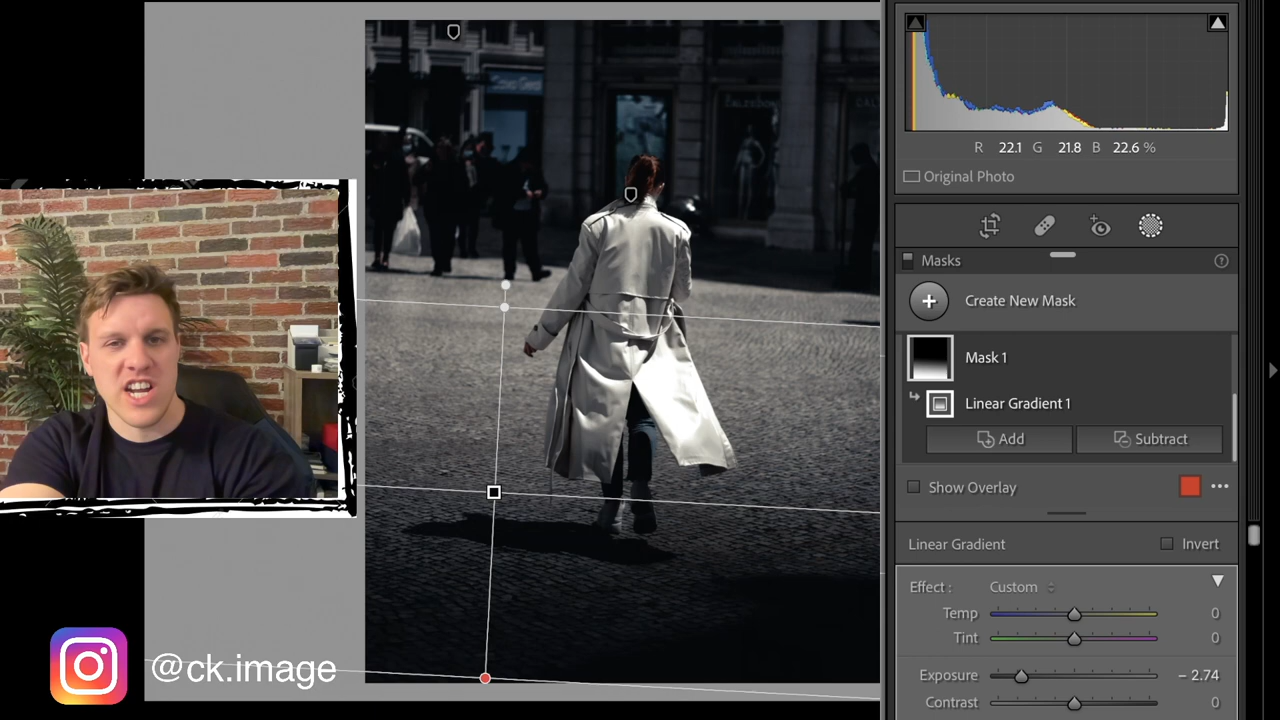 R 22.1 G 21.8 B 22.6 %
Original Photo
Masks
Create New Mask
Mask 1
Linear Gradient 1
Add
Subtract
Show Overlay
Linear Gradient
Invert
Effect : Custom
Temp 0
Tint 0
Exposure − 2.74
Contrast 0
@ck.image